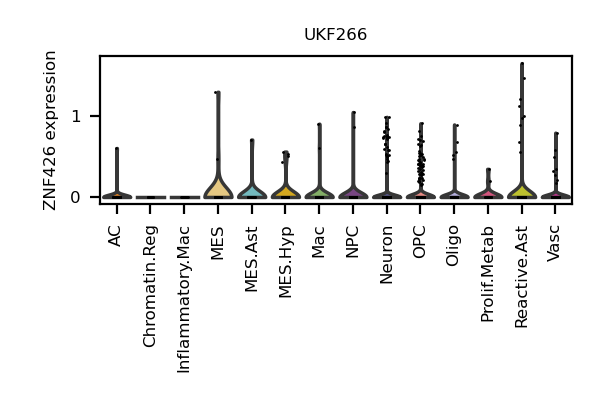 UKF266
ZNF426 expression
1
0
AC
Chromatin.Reg
Inflammatory.Mac
MES
MES.Ast
MES.Hyp
Mac
NPC
Neuron
OPC
Oligo
Prolif.Metab
Reactive.Ast
Vasc